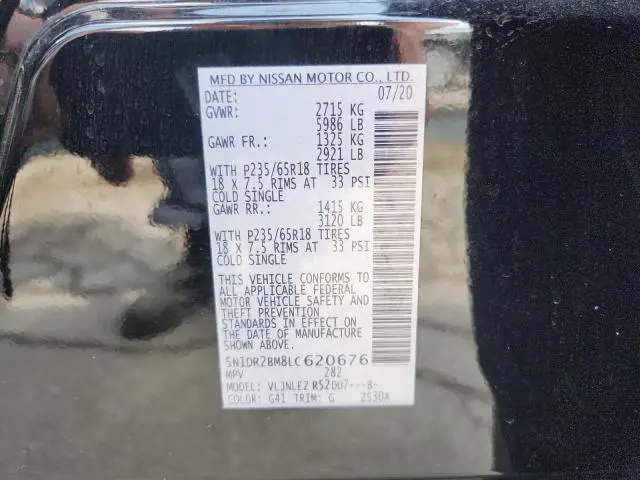 MFD BY NISSAN MOTOR CO., LTD.
DATE: 07/20
GVWR: 2715 KG
5986 LB
GAWR FR.: 1325 KG
2921 LB
WITH P235/65R18 TIRES
18 X 7.5 RIMS AT 33 PSI
COLD SINGLE
GAWR RR.: 1415 KG
3120 LB
WITH P235/65R18 TIRES
18 X 7.5 RIMS AT 33 PSI
COLD SINGLE
THIS VEHICLE CONFORMS TO
ALL APPLICABLE FEDERAL
MOTOR VEHICLE SAFETY AND
THEFT PREVENTION
STANDARDS IN EFFECT ON
THE DATE OF MANUFACTURE
SHOWN ABOVE.
5N1DR2BM8LC620676
MPV 282
MODEL: VLJNLEZ R52DU7---B-
COLOR: G41 TRIM: G 2S30A